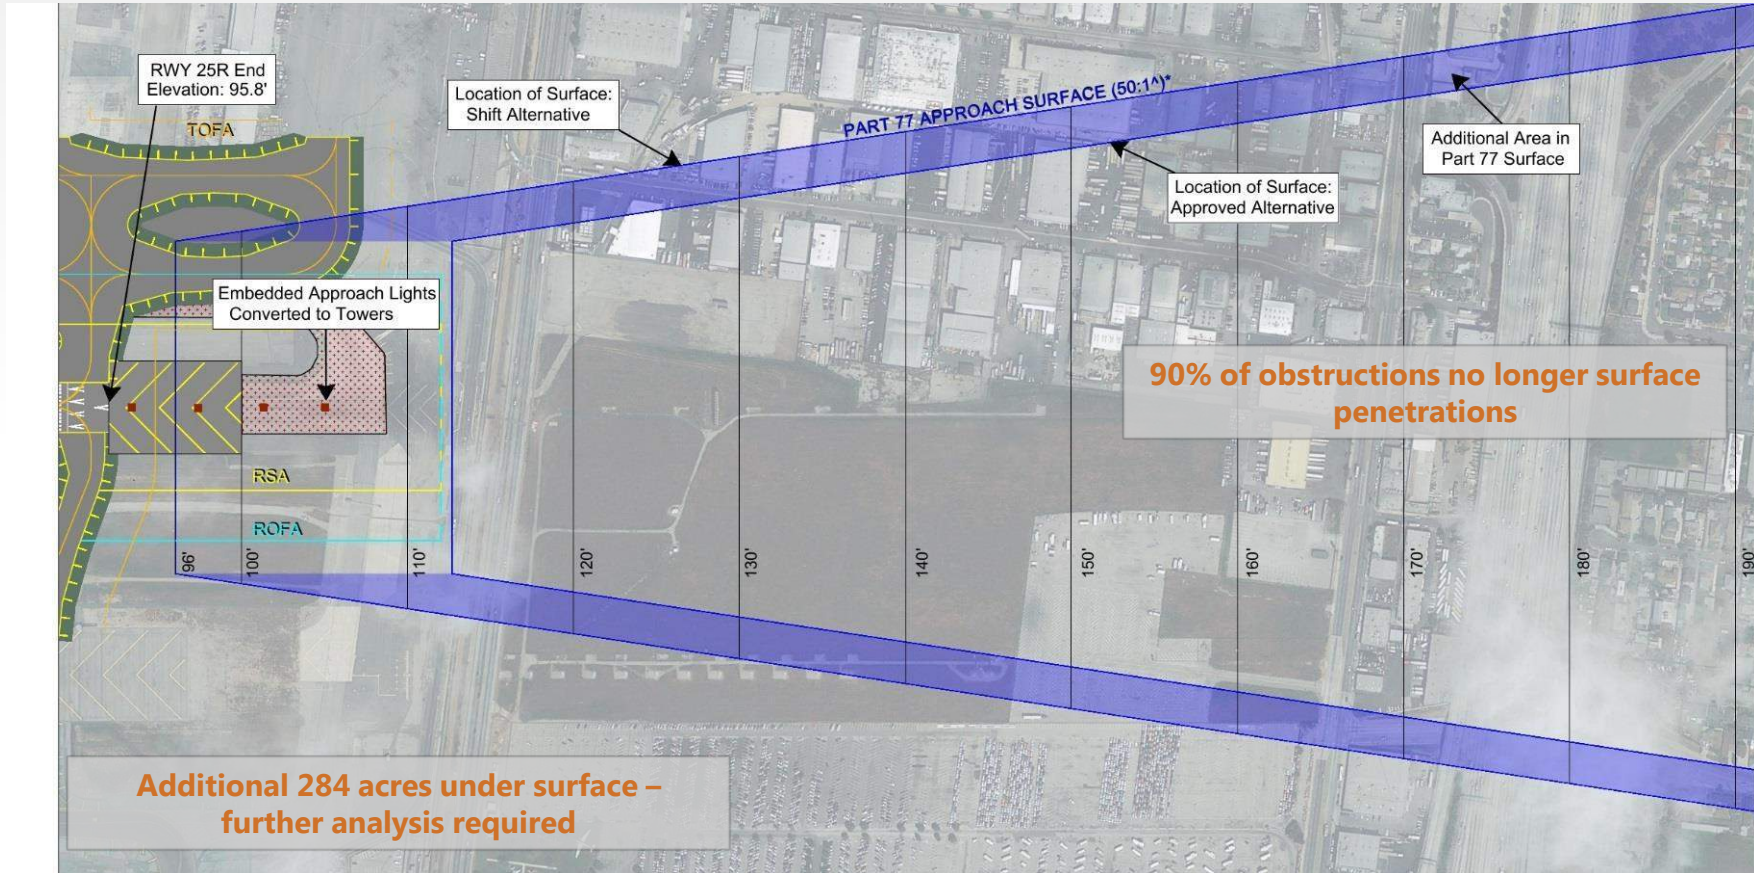 RWY 25R End
Elevation: 95.8'
TOFA
Location of Surface:
Shift Alternative
PART 77 APPROACH SURFACE (50:1^)*
Additional Area in
Part 77 Surface
Location of Surface:
Approved Alternative
Embedded Approach Lights
Converted to Towers
90% of obstructions no longer surface
penetrations
RSA
ROFA
96'
100'
110'
120'
130'
140'
150'
160'
170'
180'
190'
Additional 284 acres under surface –
further analysis required